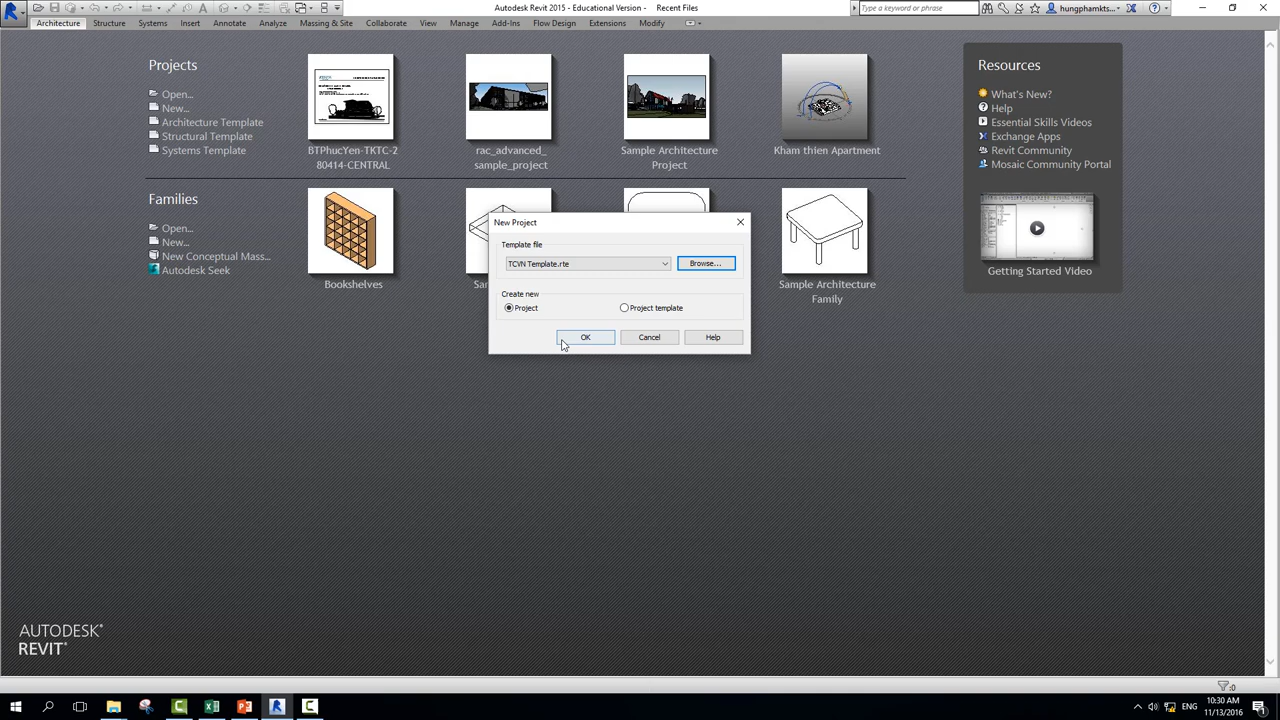 Autodesk Revit 2015 - Educational Version - Recent Files
Type a keyword or phrase
hungphamkts...
Architecture Structure Systems Insert Annotate Analyze Massing & Site Collaborate View Manage Add-Ins Flow Design Extensions Modify
Projects
Open...
New...
Architecture Template
Structural Template
Systems Template
BTPhucYen-TKTC-2
80414-CENTRAL
rac_advanced_
sample_project
Sample Architecture
Project
Kham thien Apartment
Families
Open...
New...
New Conceptual Mass...
Autodesk Seek
Bookshelves
Sample Architecture
Family
Resources
What's New?
Help
Essential Skills Videos
Exchange Apps
Revit Community
Mosaic Community Portal
Getting Started Video
New Project
Template file
TCVN Template.rte
Browse...
Create new
Project
Project template
OK
Cancel
Help
AUTODESK®
REVIT®
:0
ENG
10:30 AM
11/13/2016